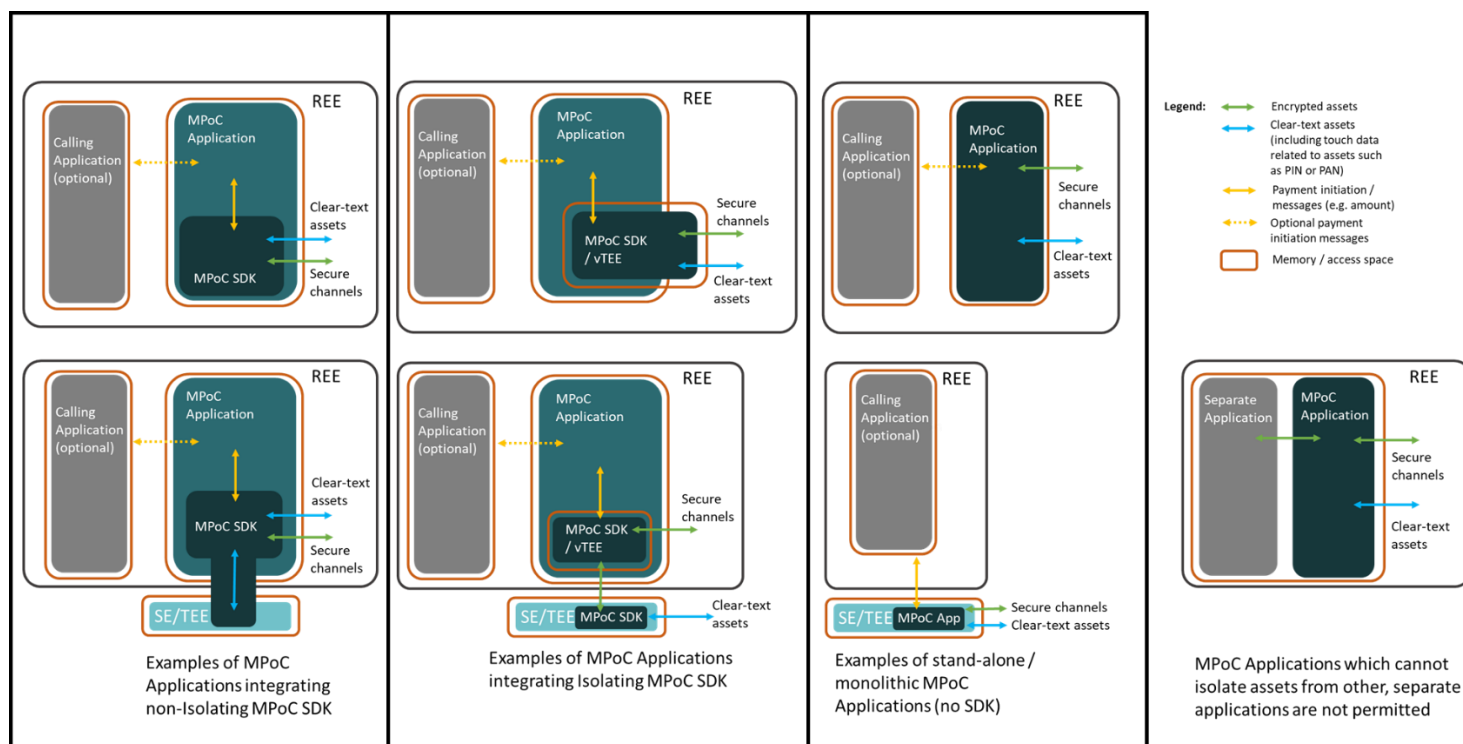 REE
Calling
Application
(optional)
MPoC
Application
MPoC SDK
Clear-text
assets
Secure
channels
REE
Calling
Application
(optional)
MPoC
Application
MPoC SDK
/ vTEE
Secure
channels
Clear-text
assets
REE
Calling
Application
(optional)
MPoC
Application
Secure
channels
Clear-text
assets
Legend:
Encrypted assets
Clear-text assets
(including touch data
related to assets such
as PIN or PAN)
Payment initiation /
messages (e.g. amount)
Optional payment
initiation messages
Memory / access space
REE
Calling
Application
(optional)
MPoC
Application
MPoC SDK
Clear-text
assets
Secure
channels
SE/TEE
Examples of MPoC
Applications integrating
non-Isolating MPoC SDK
REE
Calling
Application
(optional)
MPoC
Application
MPoC SDK
/ vTEE
Secure
channels
SE/TEE
MPoC SDK
Clear-text
assets
Examples of MPoC Applications
integrating Isolating MPoC SDK
REE
Calling
Application
(optional)
SE/TEE
MPoC App
Secure channels
Clear-text assets
Examples of stand-alone /
monolithic MPoC
Applications (no SDK)
REE
Separate
Application
MPoC
Application
Secure
channels
Clear-text
assets
MPoC Applications which cannot
isolate assets from other, separate
applications are not permitted